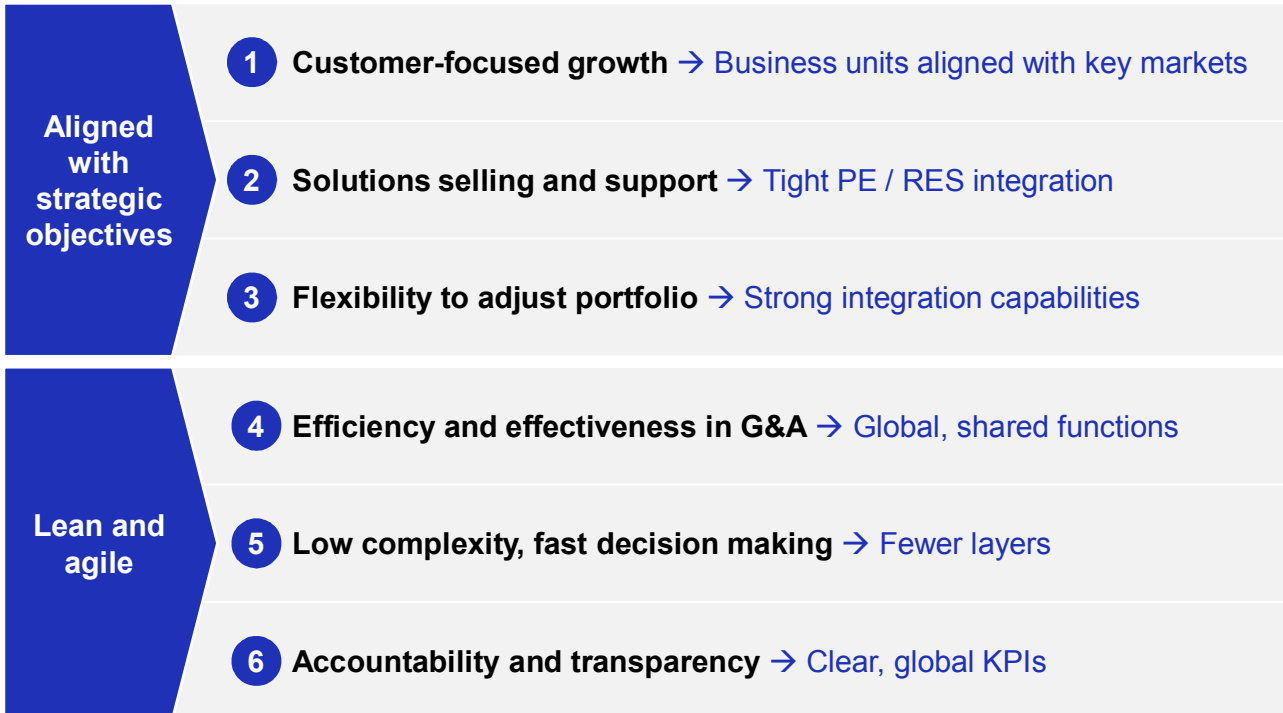 Aligned
with
strategic
objectives
1 Customer-focused growth → Business units aligned with key markets
2 Solutions selling and support → Tight PE / RES integration
3 Flexibility to adjust portfolio → Strong integration capabilities
Lean and
agile
4 Efficiency and effectiveness in G&A → Global, shared functions
5 Low complexity, fast decision making → Fewer layers
6 Accountability and transparency → Clear, global KPIs